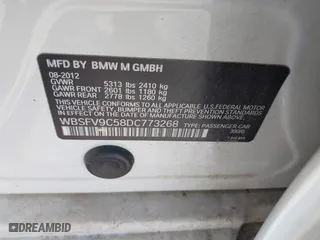 MFD BY BMW M GMBH
08-2012
GVWR 5313 lbs 2410 kg
GAWR FRONT 2601 lbs 1180 kg
GAWR REAR 2778 lbs 1260 kg
THIS VEHICLE CONFORMS TO ALL APPLICABLE
U.S. FEDERAL MOTOR VEHICLE SAFETY, BUMPER,
AND THEFT PREVENTION STANDARDS IN EFFECT ON
THE DATE OF MANUFACTURE SHOWN ABOVE.
WBSFV9C58DC773268 TYPE: PASSENGER CAR
DREAMBID